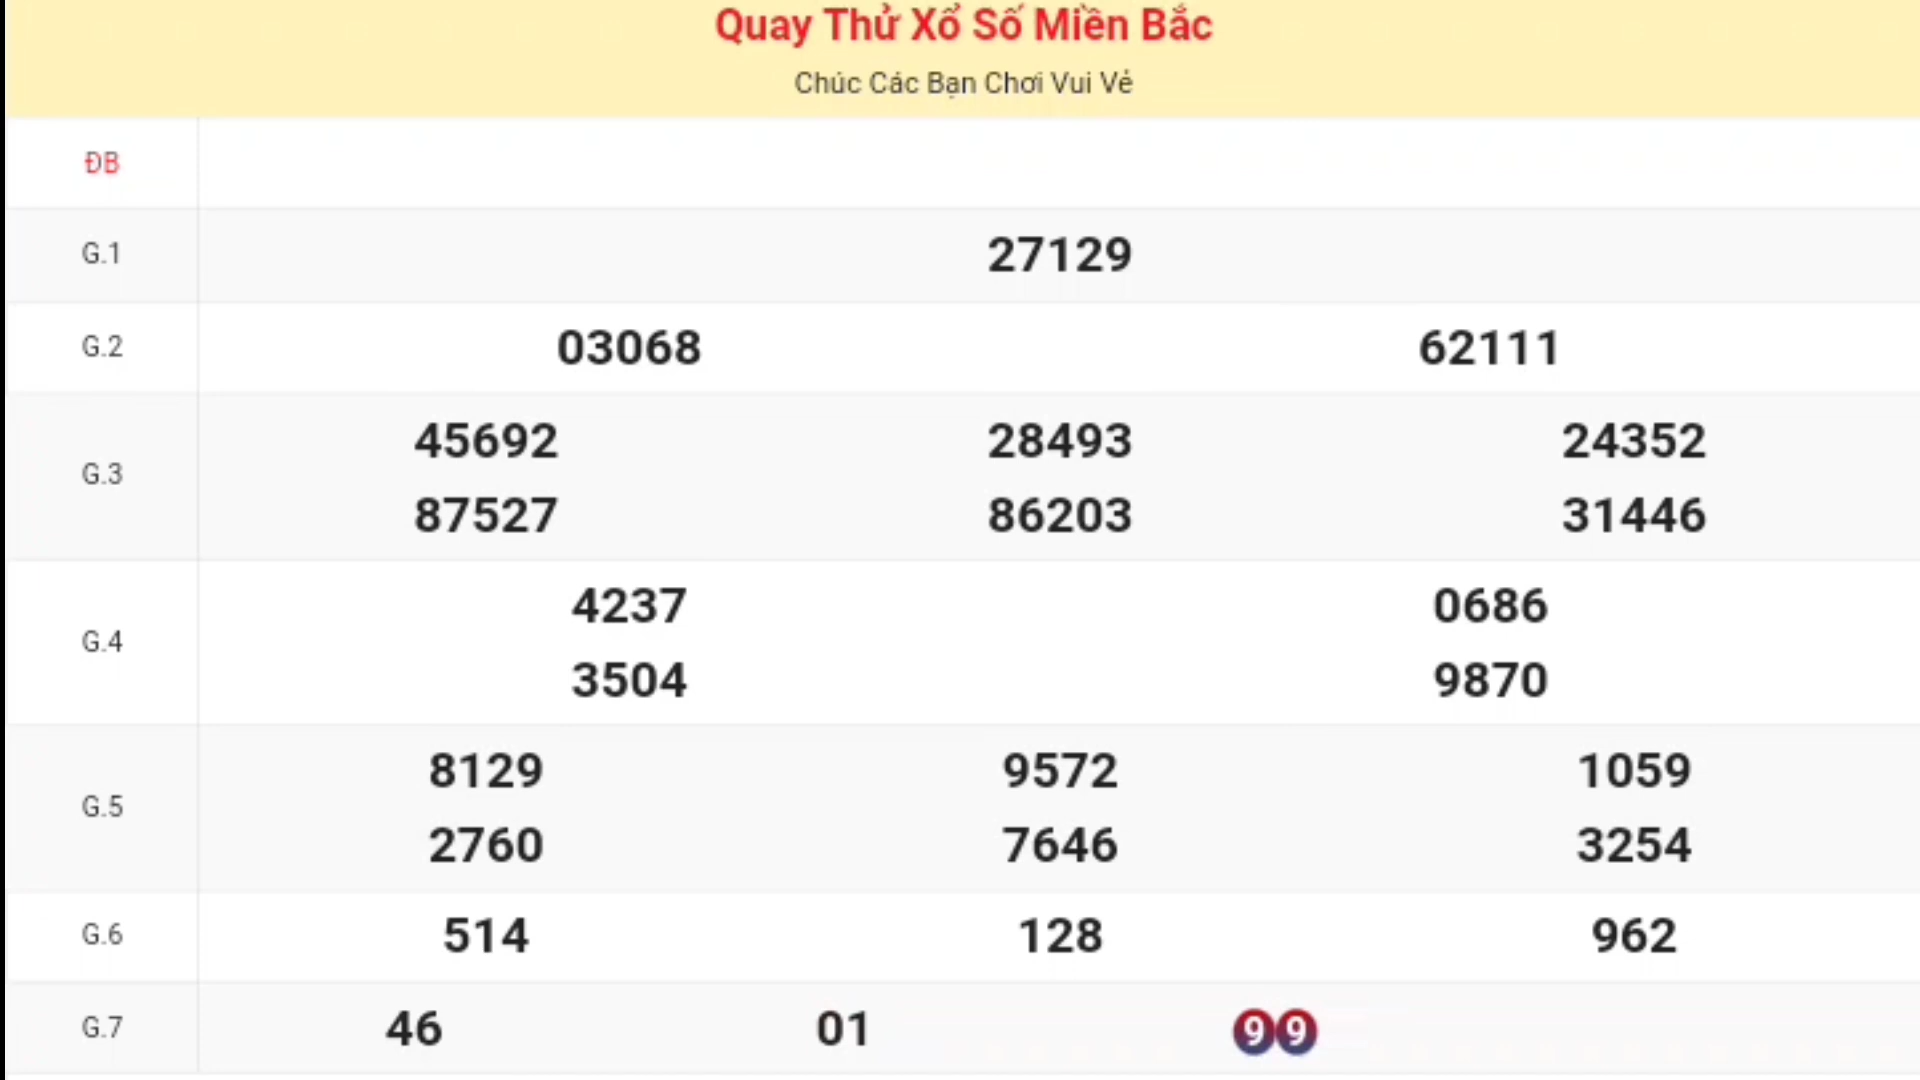 Quay Thử Xổ Số Miền Bắc
Chúc Các Bạn Chơi Vui Vẻ
ĐB
G.1 27129
G.2 03068 62111
G.3 45692 28493 24352
87527 86203 31446
G.4 4237 0686
3504 9870
G.5 8129 9572 1059
2760 7646 3254
G.6 514 128 962
G.7 46 01 99